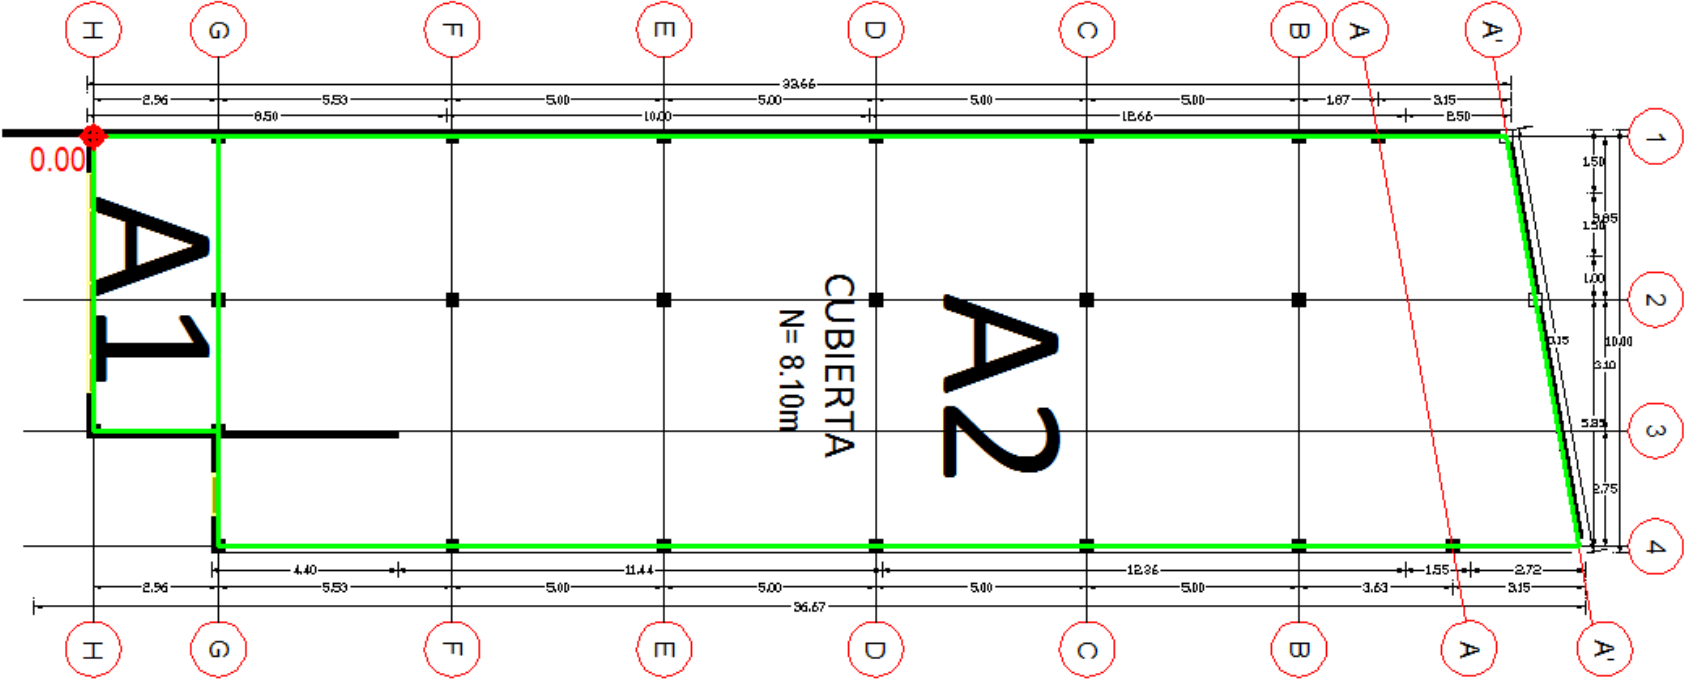 H G F E D C B A A'
33.66
2.96 5.53 5.00 5.00 5.00 5.00 1.87 3.15
8.50 10.00 18.66 8.50
1
0.00
1.50
1.50
1.00
2
10.00
3.10
3
2.75
4
A1
A2
CUBIERTA
N= 8.10m
4.40 11.44 12.36 1.55 2.72
2.96 5.53 5.00 5.00 5.00 5.00 3.63 3.15
36.67
H G F E D C B A A'